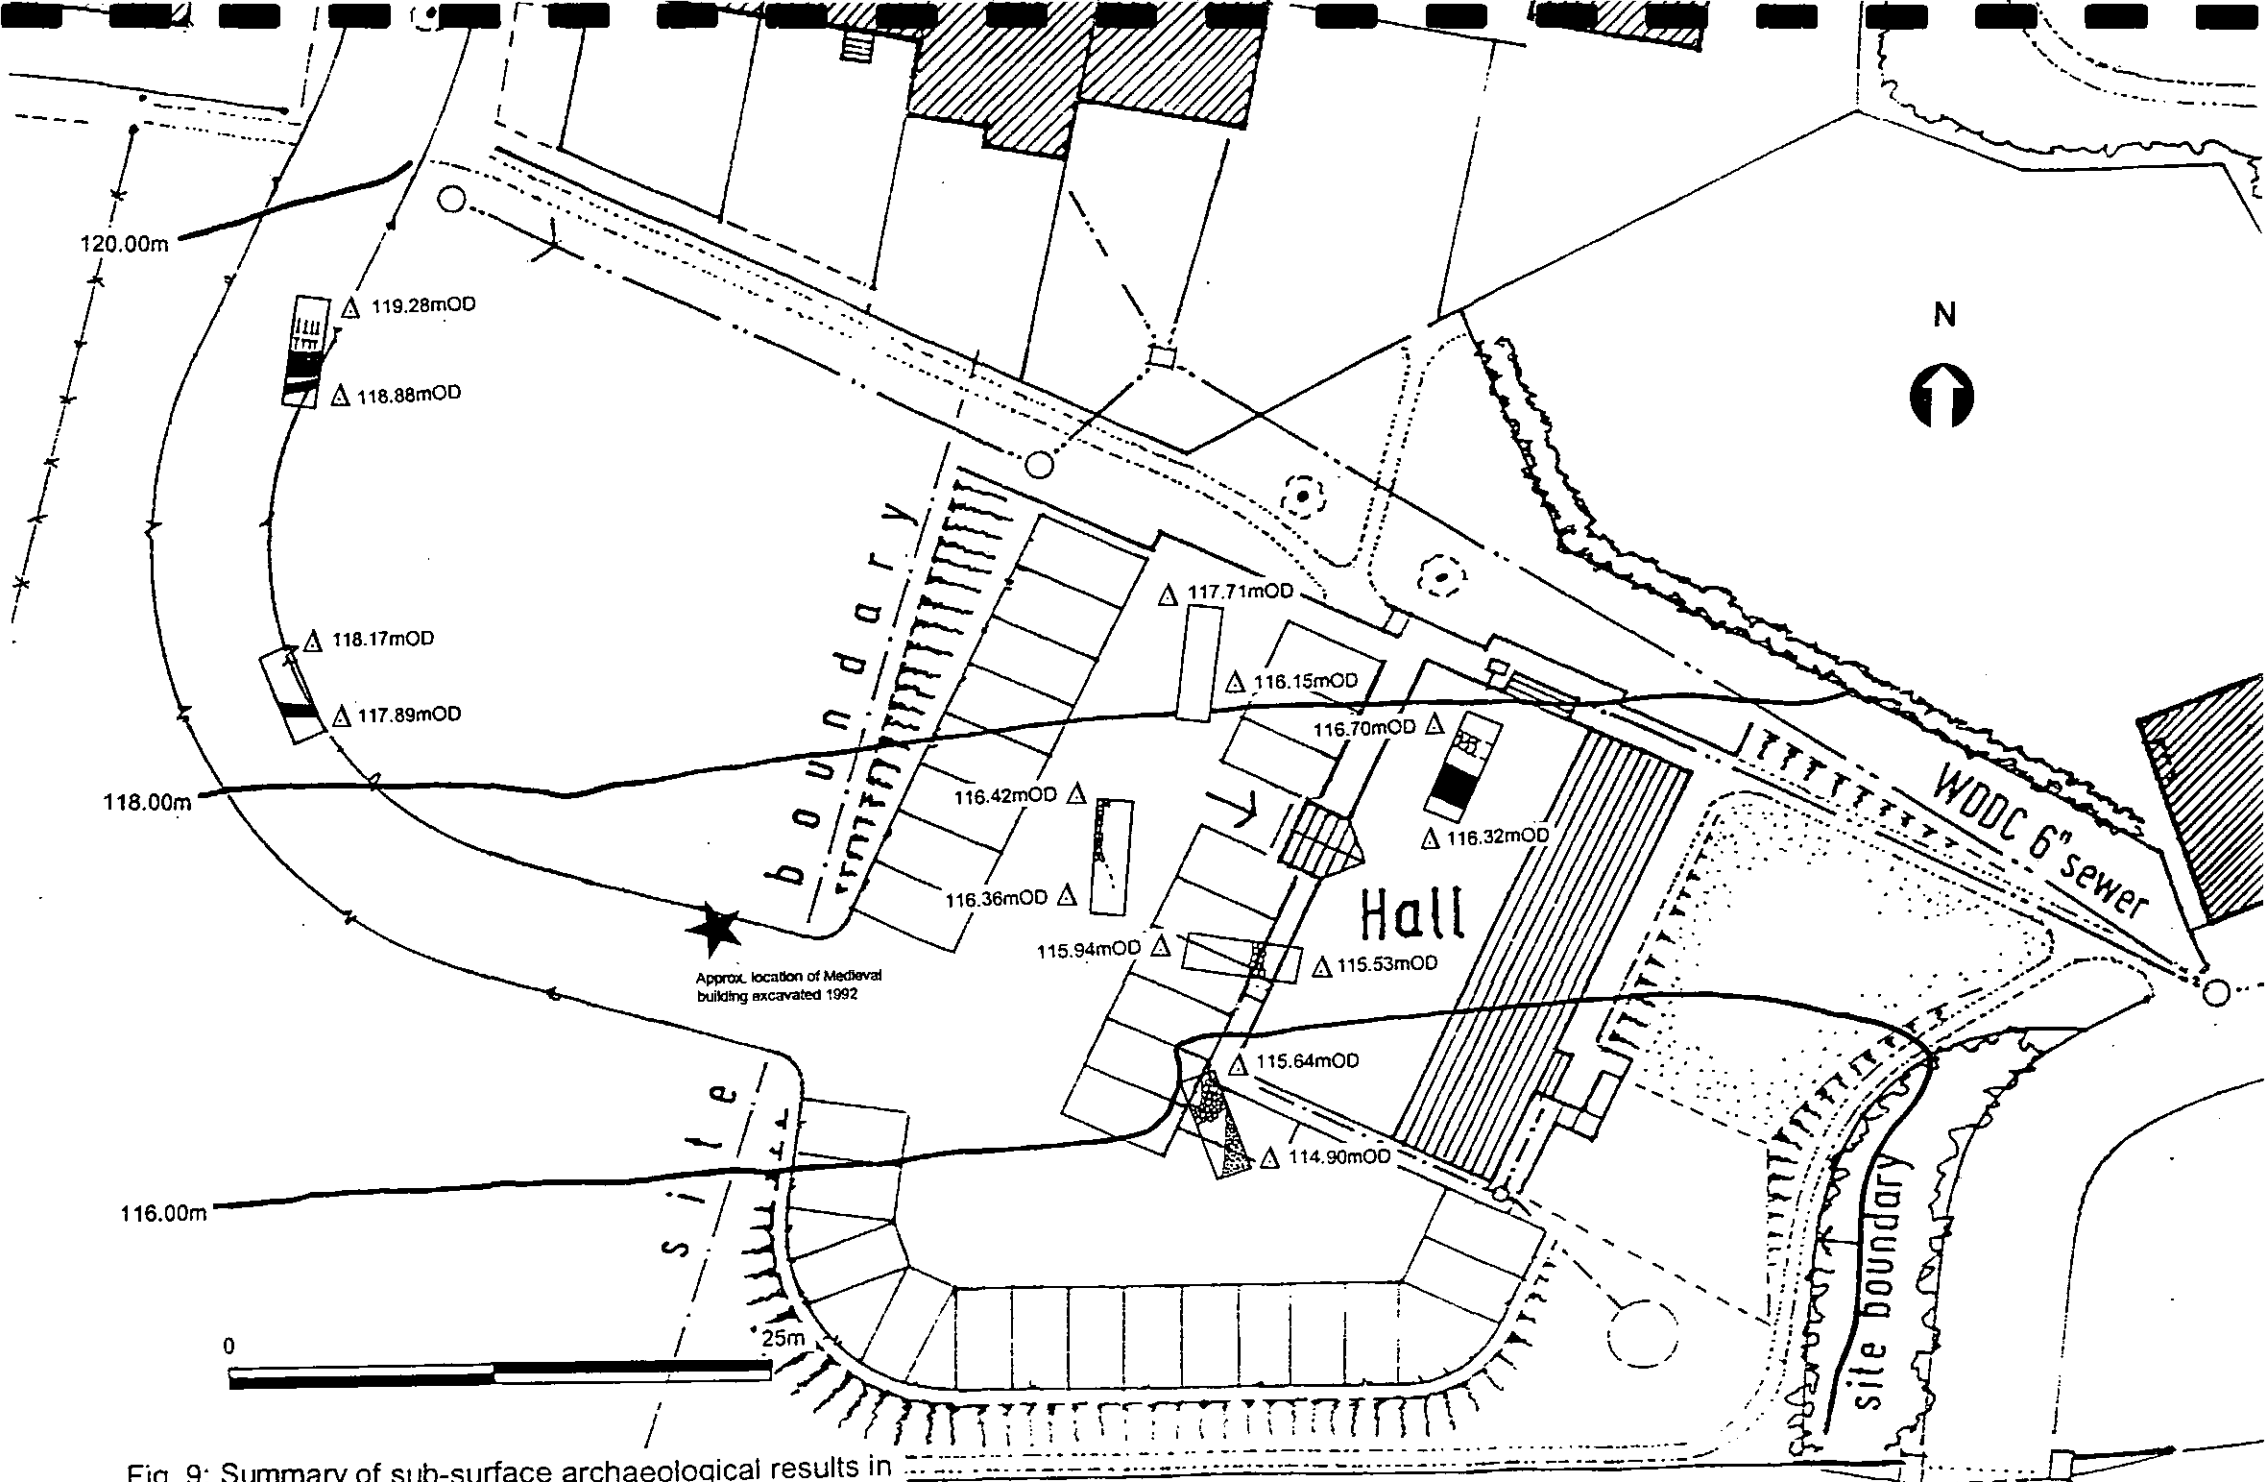 120.00m
N
119.28mOD
118.88mOD
117.71mOD
118.17mOD
116.15mOD
117.89mOD
116.70mOD
118.00m
116.42mOD
WDDC 6" sewer
116.32mOD
116.36mOD
Hall
115.94mOD
115.53mOD
Approx. location of Medieval
building excavated 1992
115.64mOD
114.90mOD
116.00m
site boundary
site boundary
0
25m
Fig. 9: Summary of sub-surface archaeological results in